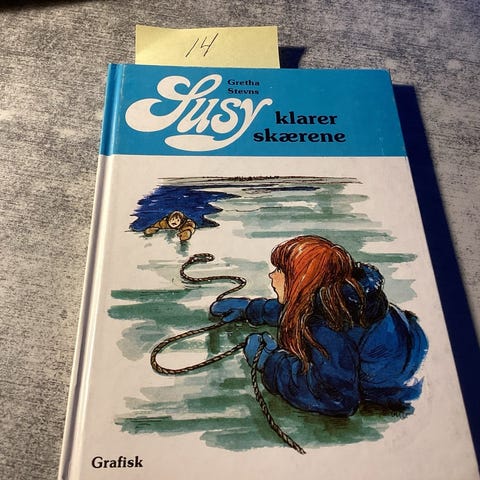 14
Gretha
Stevns
Susy klarer
skærene
Grafisk